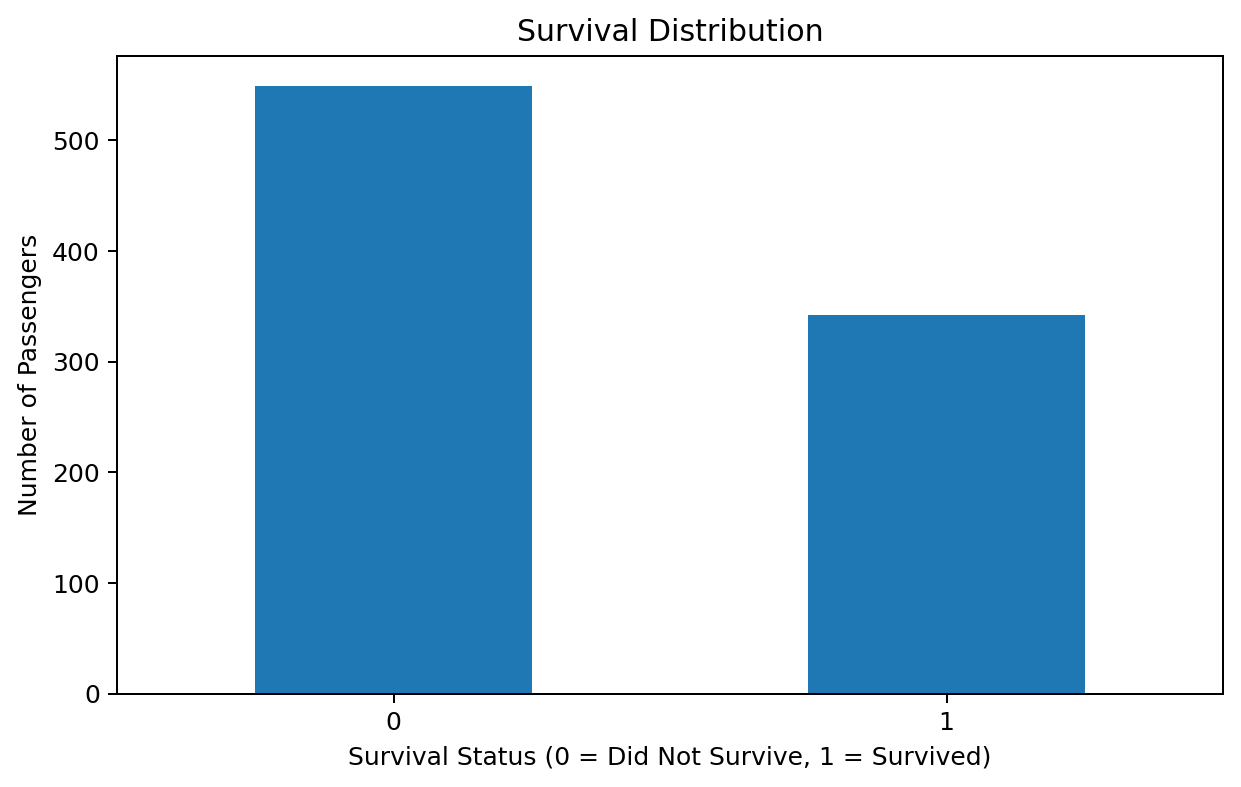 Survival Distribution
Number of Passengers
500
400
300
200
100
0
0 1
Survival Status (0 = Did Not Survive, 1 = Survived)